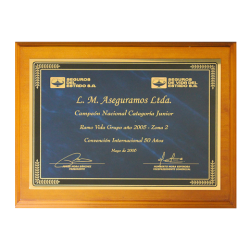 SEGUROS DEL ESTADO S.A.
SEGUROS DE VIDA DEL ESTADO S.A.
L. M. Aseguramos Ltda.
Campeón Nacional Categoría Junior
Ramo Vida Grupo año 2005 - Zona 2
Convención Internacional 50 Años
Mayo de 2006